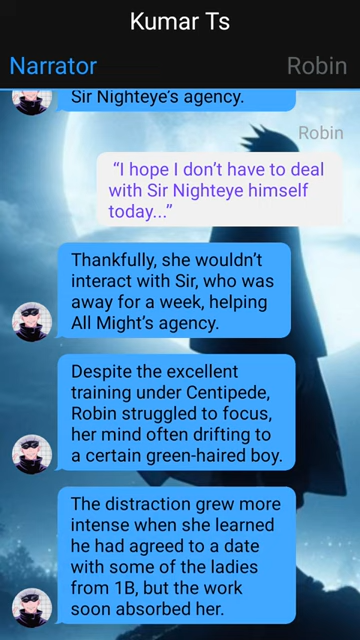 Kumar Ts
Narrator
Robin
Sir Nighteye's agency.
Robin
“I hope I don’t have to deal
with Sir Nighteye himself
today...”
Thankfully, she wouldn’t
interact with Sir, who was
away for a week, helping
All Might’s agency.
Despite the excellent
training under Centipede,
Robin struggled to focus,
her mind often drifting to
a certain green-haired boy.
The distraction grew more
intense when she learned
he had agreed to a date
with some of the ladies
from 1B, but the work
soon absorbed her.